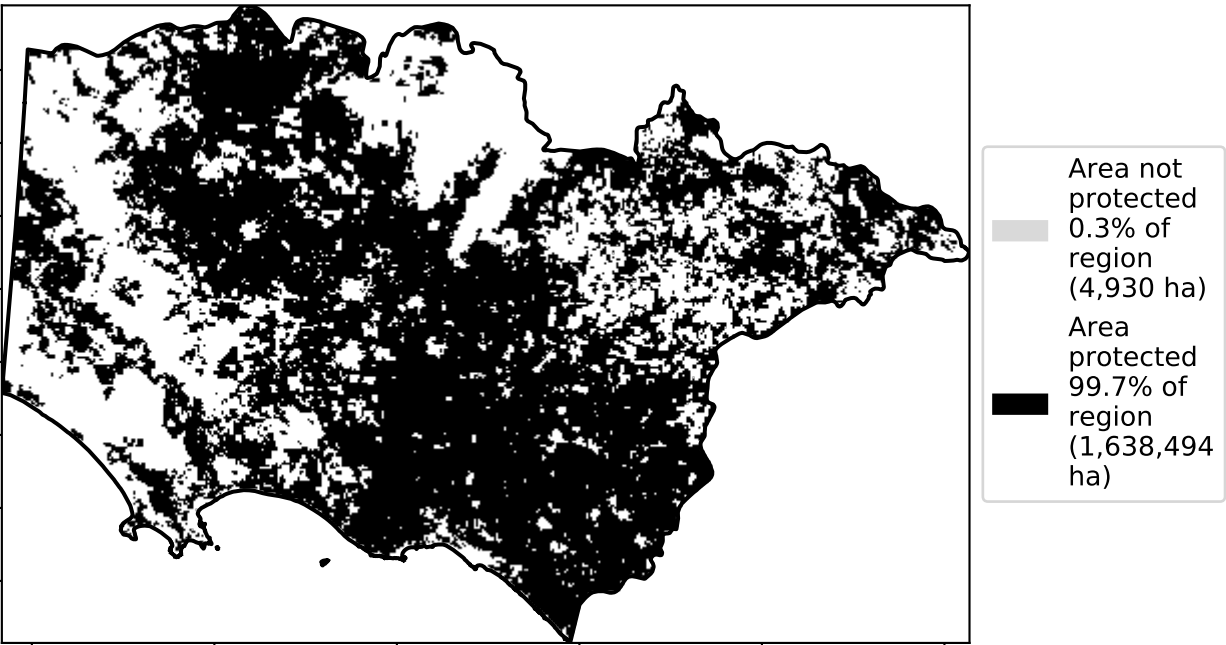 Area not
protected
0.3% of
region
(4,930 ha)
Area
protected
99.7% of
region
(1,638,494
ha)